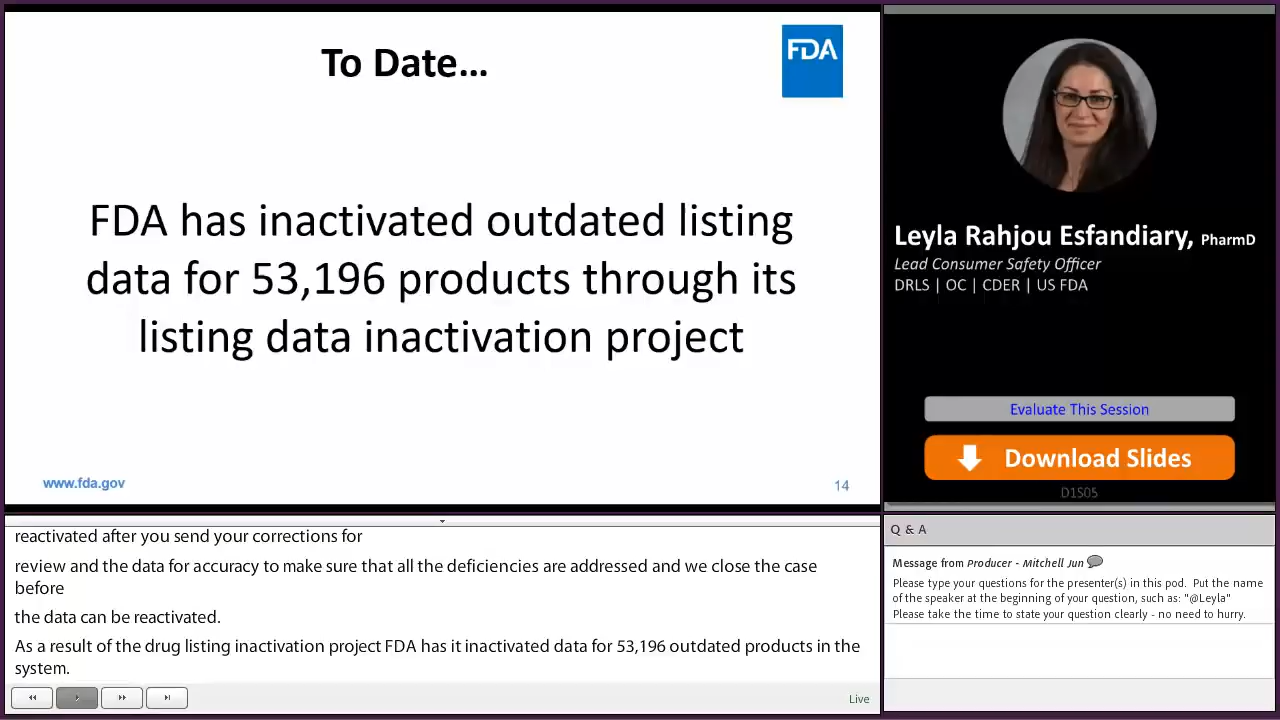 To Date...
FDA
FDA has inactivated outdated listing
data for 53,196 products through its
listing data inactivation project
www.fda.gov
14
Leyla Rahjou Esfandiary, PharmD
Lead Consumer Safety Officer
DRLS | OC | CDER | US FDA
Evaluate This Session
Download Slides
D1S05
reactivated after you send your corrections for
review and the data for accuracy to make sure that all the deficiencies are addressed and we close the case
before
the data can be reactivated.
As a result of the drug listing inactivation project FDA has it inactivated data for 53,196 outdated products in the
system.
Live
Q & A
Message from Producer - Mitchell Jun
Please type your questions for the presenter(s) in this pod. Put the name
of the speaker at the beginning of your question, such as: "@Leyla"
Please take the time to state your question clearly - no need to hurry.